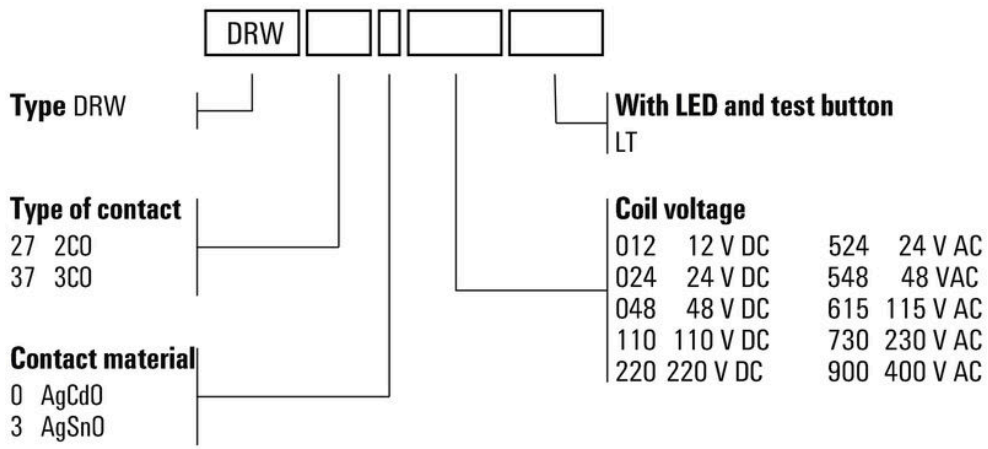 DRW
Type DRW
With LED and test button
LT
Type of contact
27 2CO
37 3CO
Coil voltage
012 12 V DC 524 24 V AC
024 24 V DC 548 48 VAC
048 48 V DC 615 115 V AC
110 110 V DC 730 230 V AC
220 220 V DC 900 400 V AC
Contact material
0 AgCdO
3 AgSnO